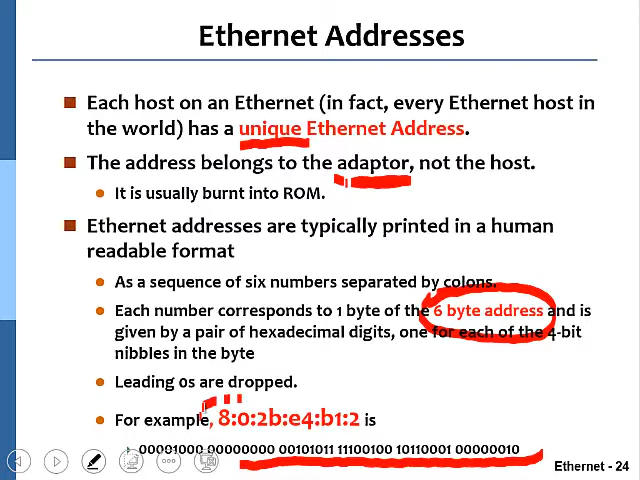 Ethernet Addresses
Each host on an Ethernet (in fact, every Ethernet host in
the world) has a unique Ethernet Address.
The address belongs to the adaptor, not the host.
It is usually burnt into ROM.
Ethernet addresses are typically printed in a human
readable format
As a sequence of six numbers separated by colons.
Each number corresponds to 1 byte of the 6 byte address and is
given by a pair of hexadecimal digits, one for each of the 4-bit
nibbles in the byte
Leading 0s are dropped.
For example, 8:0:2b:e4:b1:2 is
00001000 00000000 00101011 11100100 10110001 00000010
Ethernet - 24